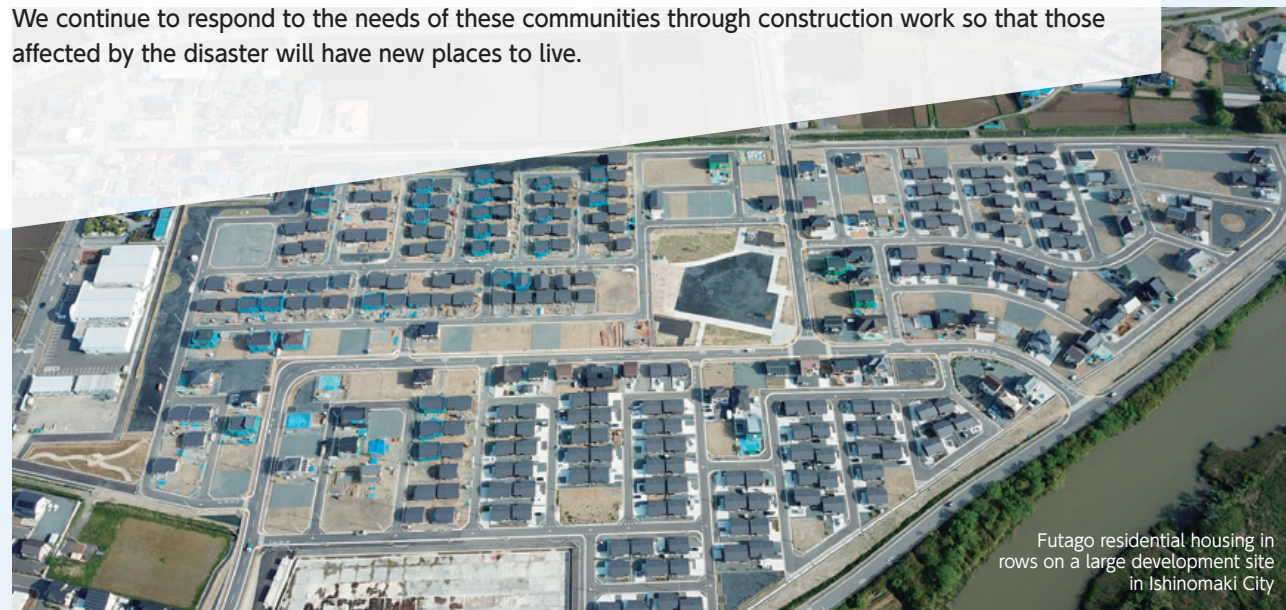 We continue to respond to the needs of these communities through construction work so that those
affected by the disaster will have new places to live.
Futago residential housing in
rows on a large development site
in Ishinomaki City